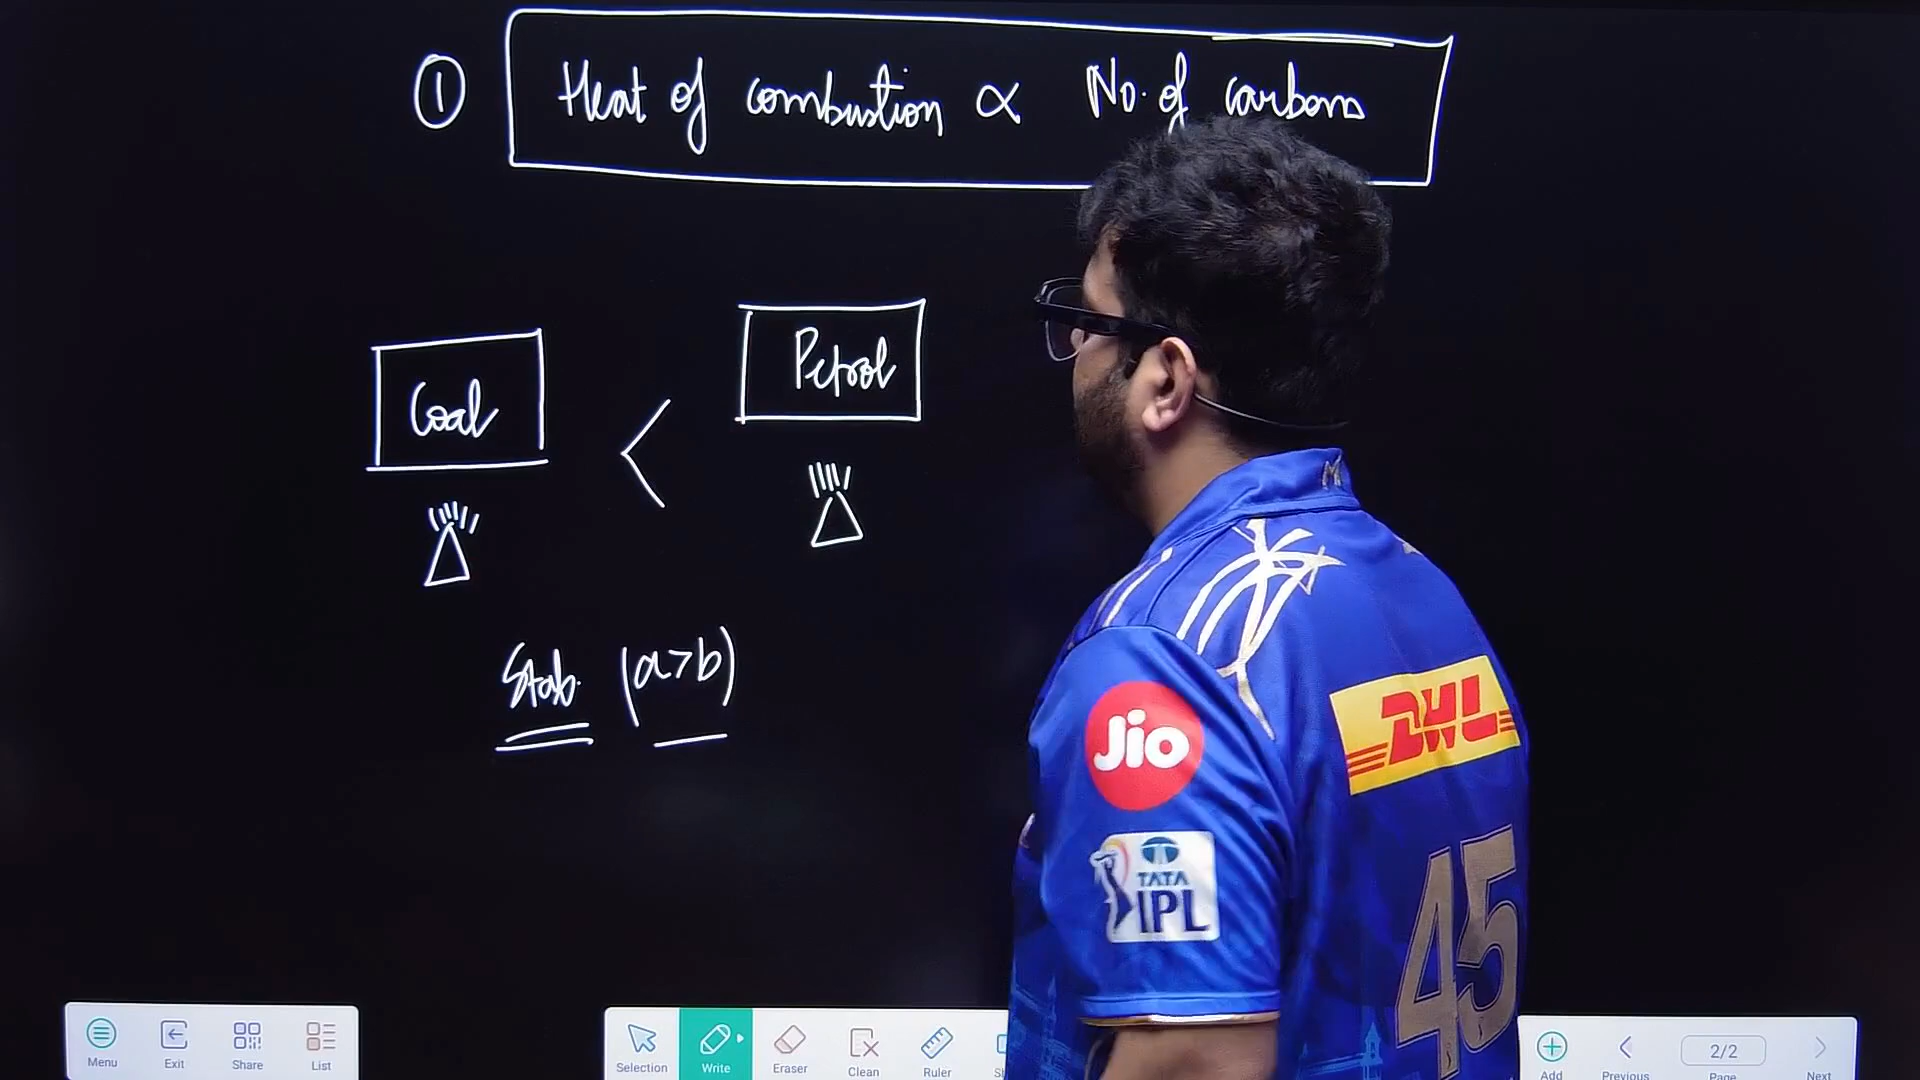 ① Heat of combustion ∝ No. of carbons
Coal < Petrol
Stab. (a>b)
M
Jio
DHL
TATA
IPL
45
Menu Exit Share List
Selection Write Eraser Clean Ruler
Add Previous 2/2 Page Next